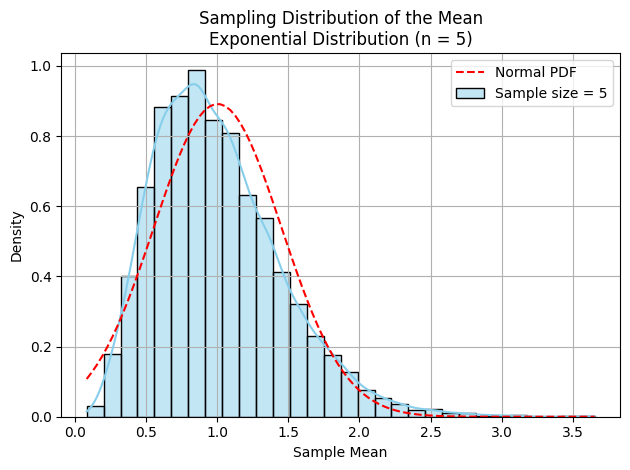 Sampling Distribution of the Mean
Exponential Distribution (n = 5)
Normal PDF
Sample size = 5
Density
1.0
0.8
0.6
0.4
0.2
0.0
0.0 0.5 1.0 1.5 2.0 2.5 3.0 3.5
Sample Mean